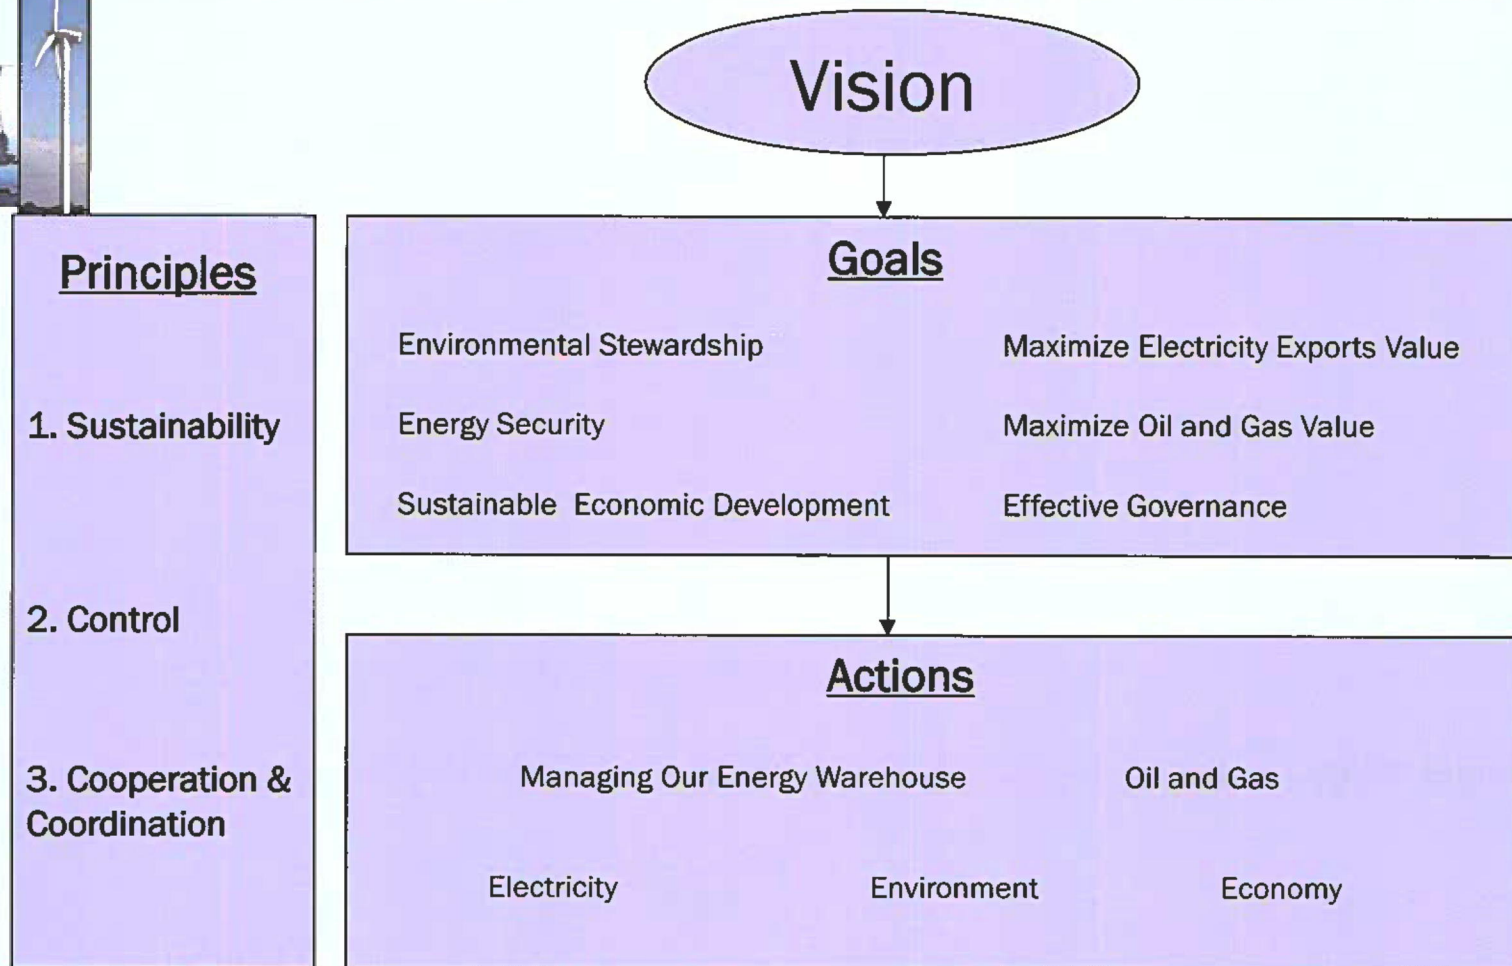 Vision
Principles
1. Sustainability
2. Control
3. Cooperation &
Coordination
Goals
Environmental Stewardship
Maximize Electricity Exports Value
Energy Security
Maximize Oil and Gas Value
Sustainable Economic Development
Effective Governance
Actions
Managing Our Energy Warehouse
Oil and Gas
Electricity
Environment
Economy